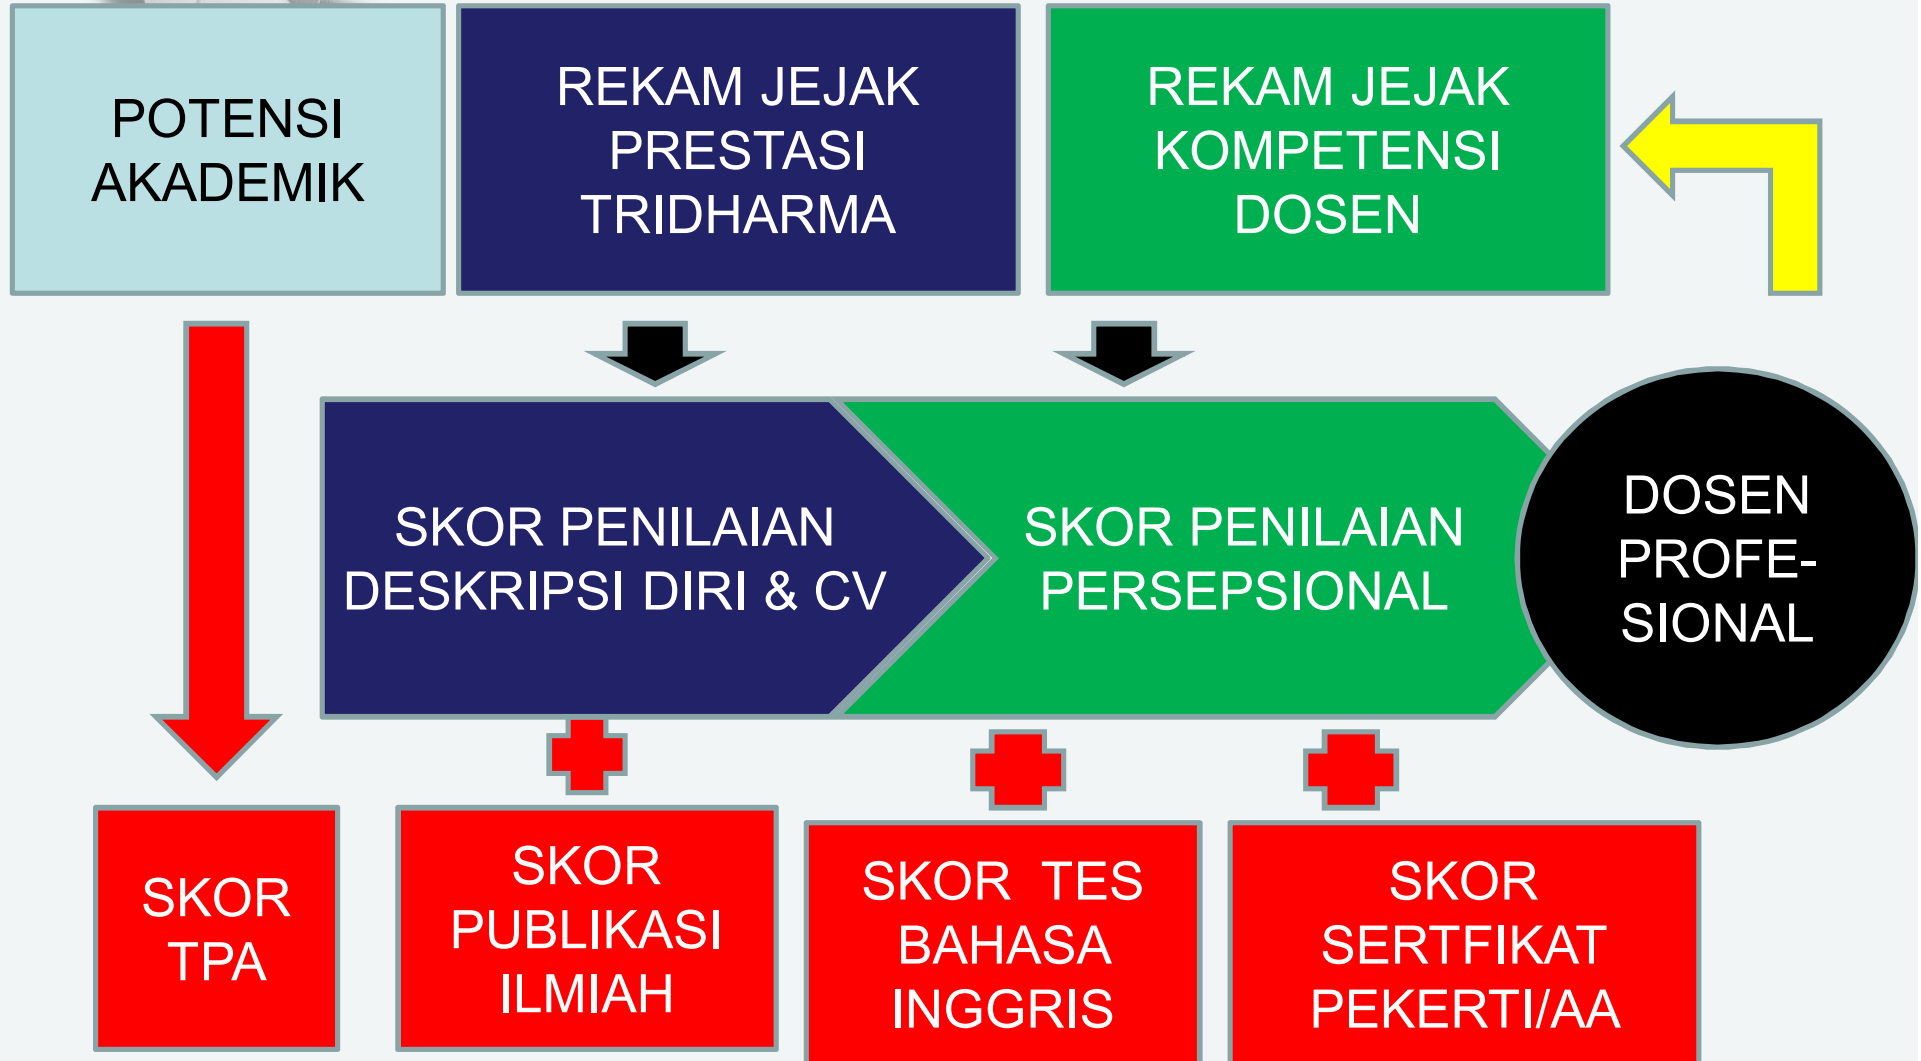 POTENSI
AKADEMIK
REKAM JEJAK
PRESTASI
TRIDHARMA
REKAM JEJAK
KOMPETENSI
DOSEN
SKOR PENILAIAN
DESKRIPSI DIRI & CV
SKOR PENILAIAN
PERSEPSIONAL
DOSEN
PROFE-
SIONAL
SKOR
TPA
SKOR
PUBLIKASI
ILMIAH
SKOR TES
BAHASA
INGGRIS
SKOR
SERTFIKAT
PEKERTI/AA